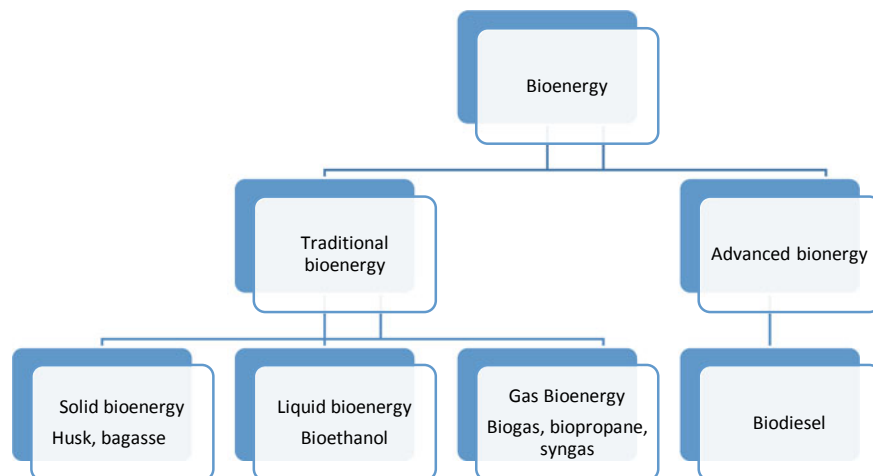 Bioenergy
Traditional
bioenergy
Advanced bionergy
Solid bioenergy
Husk, bagasse
Liquid bioenergy
Bioethanol
Gas Bioenergy
Biogas, biopropane,
syngas
Biodiesel